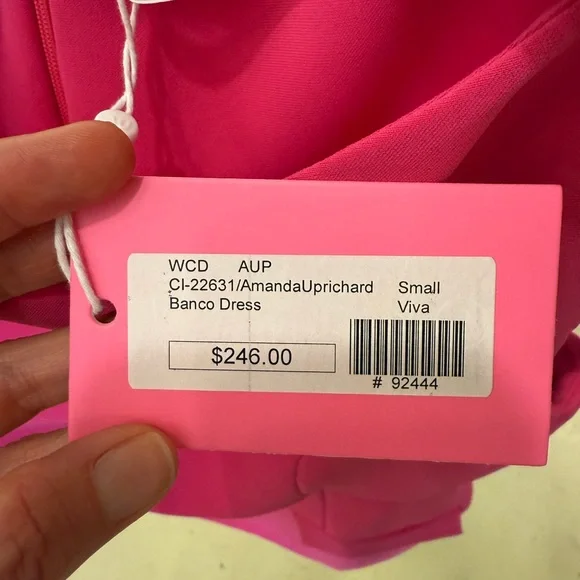 WCD AUP
CI-22631/AmandaUprichard Small
Banco Dress Viva
$246.00
# 92444